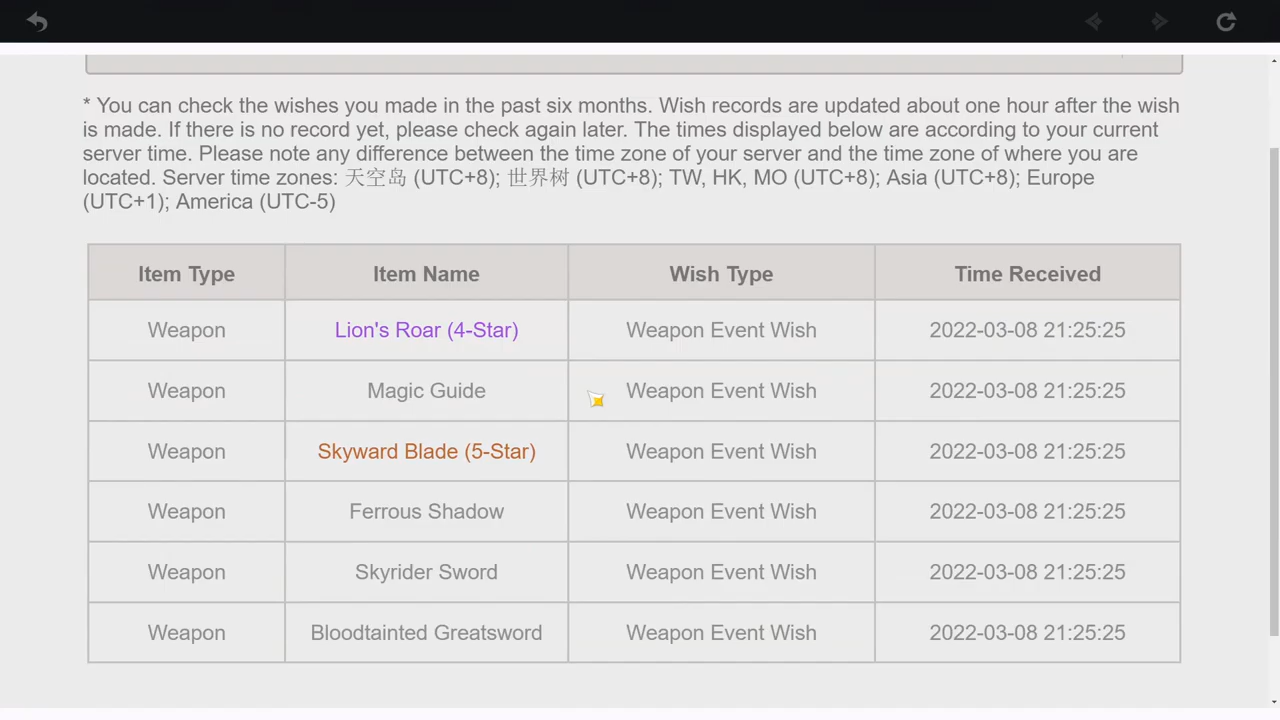 * You can check the wishes you made in the past six months. Wish records are updated about one hour after the wish
is made. If there is no record yet, please check again later. The times displayed below are according to your current
server time. Please note any difference between the time zone of your server and the time zone of where you are
located. Server time zones: 天空岛 (UTC+8); 世界树 (UTC+8); TW, HK, MO (UTC+8); Asia (UTC+8); Europe
(UTC+1); America (UTC-5)
Item Type Item Name Wish Type Time Received
Weapon Lion's Roar (4-Star) Weapon Event Wish 2022-03-08 21:25:25
Weapon Magic Guide Weapon Event Wish 2022-03-08 21:25:25
Weapon Skyward Blade (5-Star) Weapon Event Wish 2022-03-08 21:25:25
Weapon Ferrous Shadow Weapon Event Wish 2022-03-08 21:25:25
Weapon Skyrider Sword Weapon Event Wish 2022-03-08 21:25:25
Weapon Bloodtainted Greatsword Weapon Event Wish 2022-03-08 21:25:25